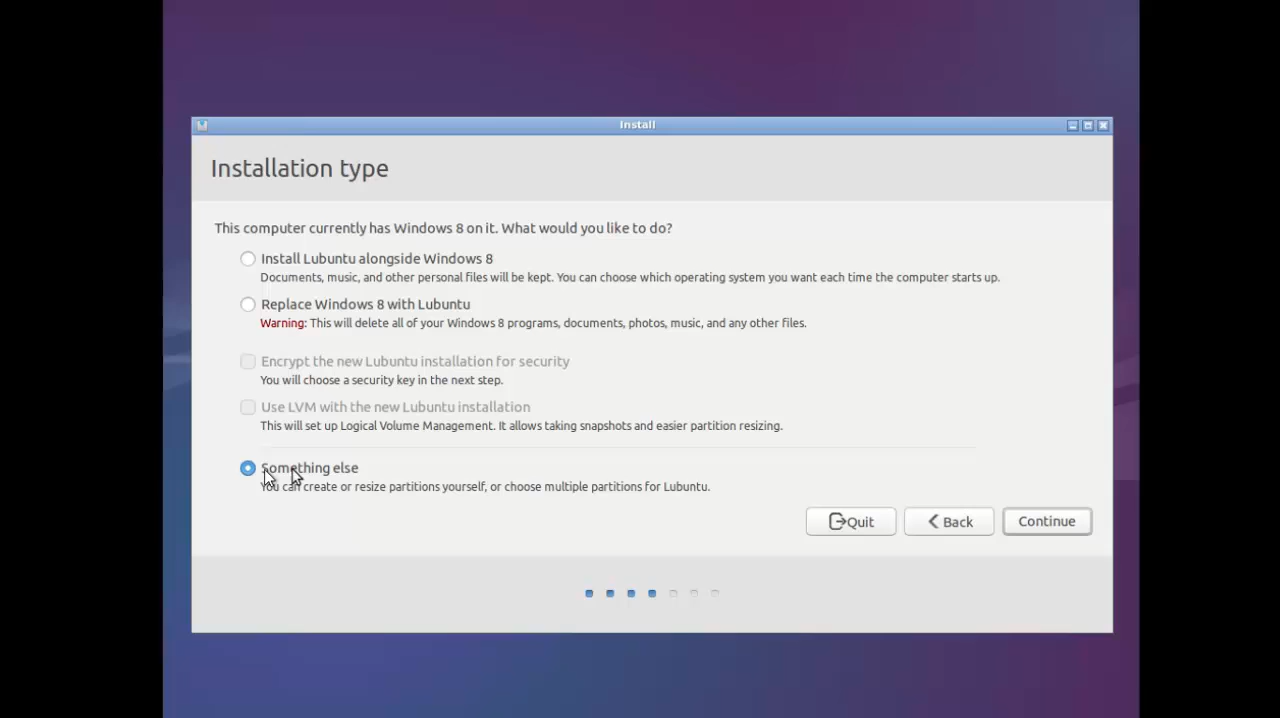 Install
Installation type
This computer currently has Windows 8 on it. What would you like to do?
Install Lubuntu alongside Windows 8
Documents, music, and other personal files will be kept. You can choose which operating system you want each time the computer starts up.
Replace Windows 8 with Lubuntu
Warning: This will delete all of your Windows 8 programs, documents, photos, music, and any other files.
Encrypt the new Lubuntu installation for security
You will choose a security key in the next step.
Use LVM with the new Lubuntu installation
This will set up Logical Volume Management. It allows taking snapshots and easier partition resizing.
Something else
You can create or resize partitions yourself, or choose multiple partitions for Lubuntu.
Quit Back Continue